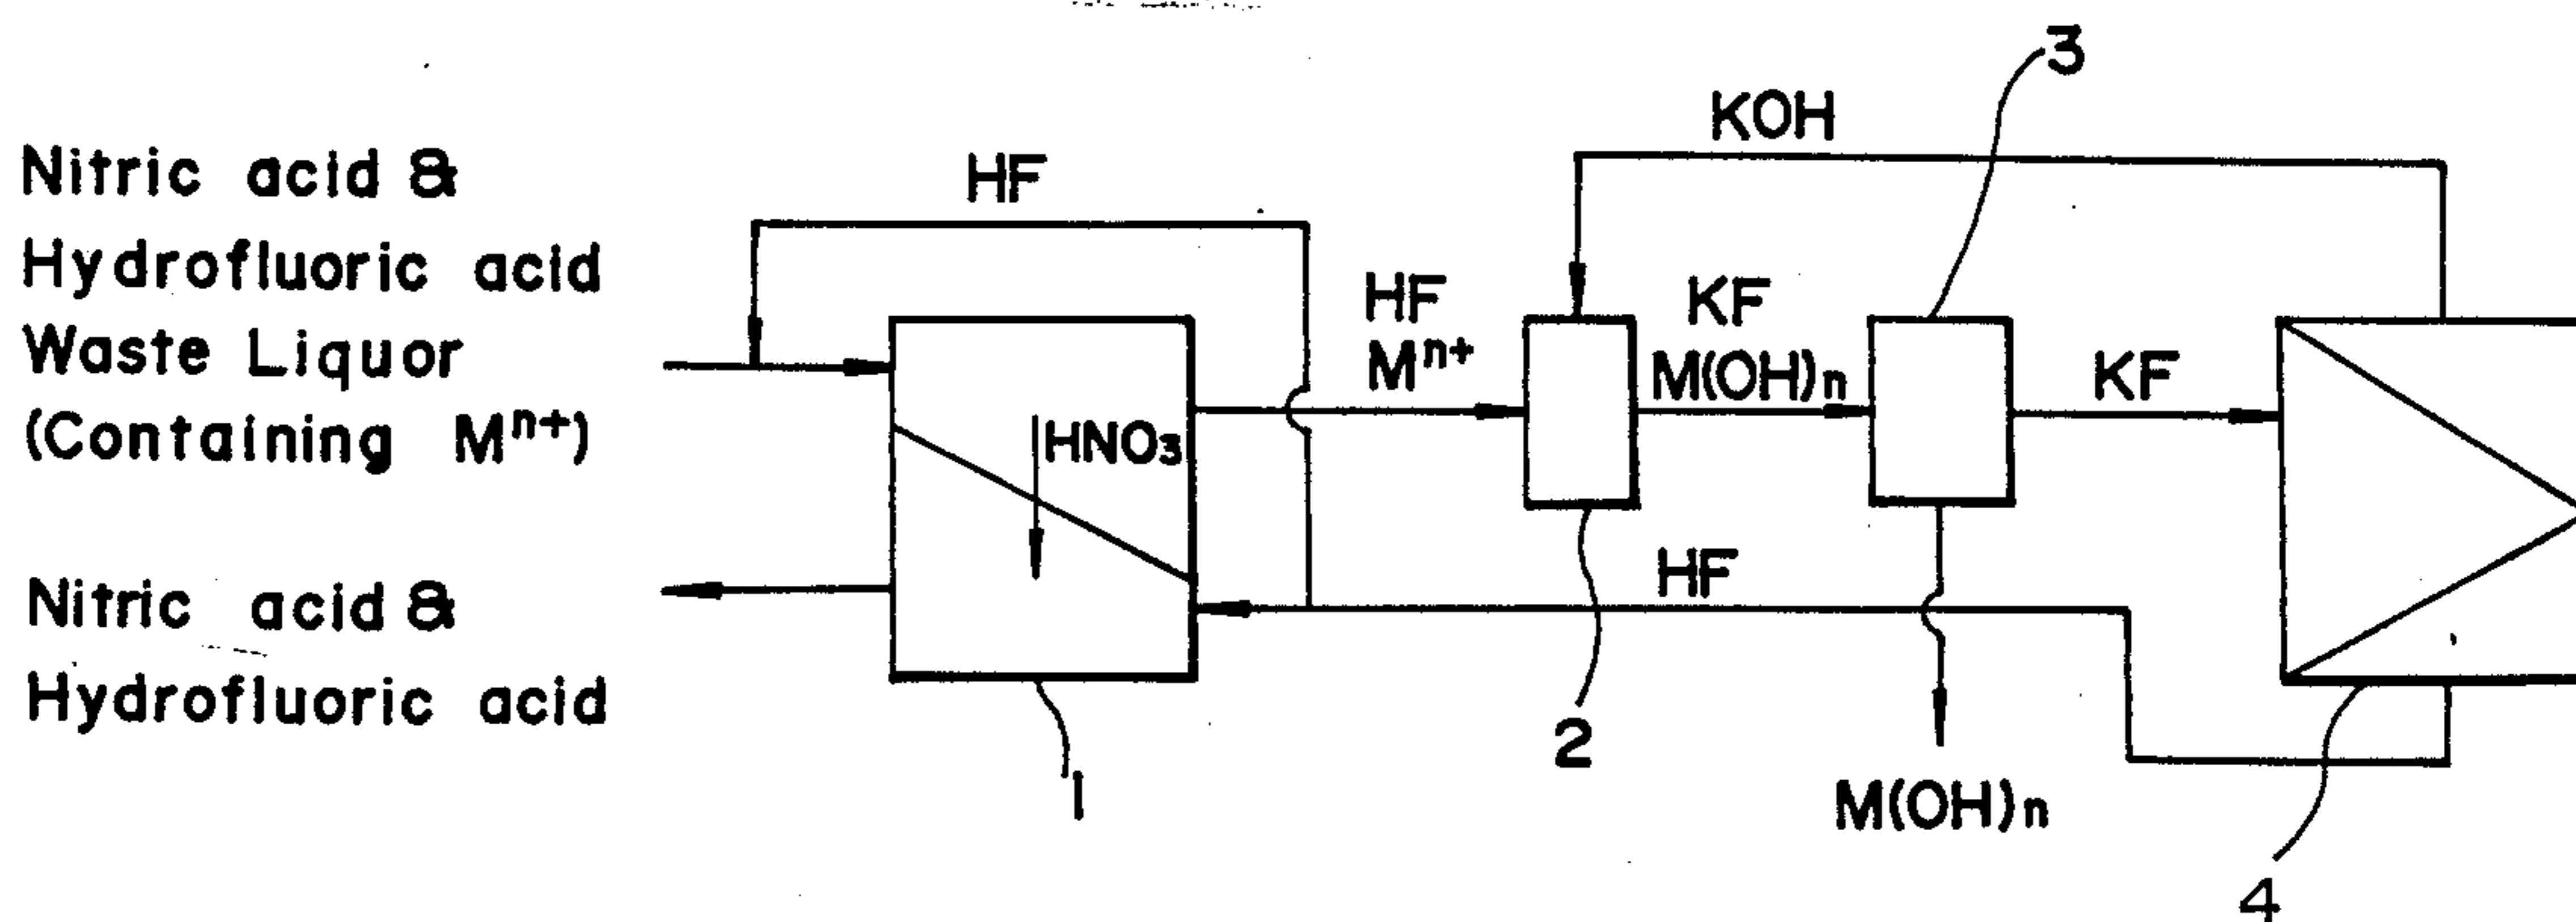 Nitric acid &
Hydrofluoric acid
Waste Liquor
(Containing Mⁿ⁺)
Nitric acid &
Hydrofluoric acid
HF
HNO₃
1
HF
Mⁿ⁺
KOH
KF
M(OH)n
3
KF
HF
2
M(OH)n
4